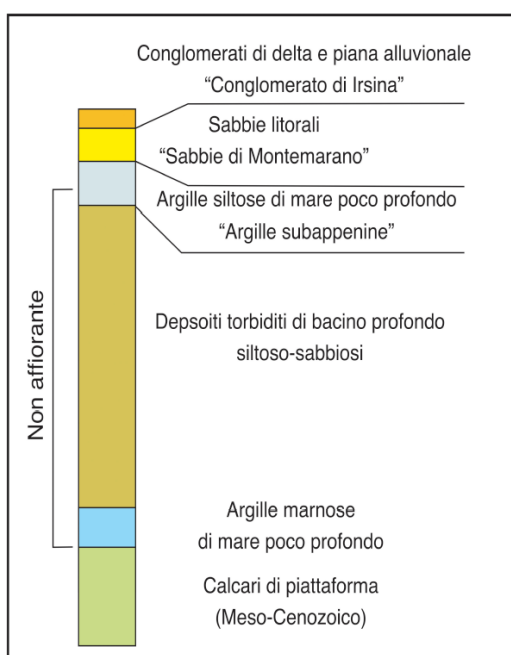 Conglomerati di delta e piana alluvionale
“Conglomerato di Irsina”
Sabbie litorali
“Sabbie di Montemarano”
Argille siltose di mare poco profondo
“Argille subappenine”
Non affiorante
Depsoiti torbiditi di bacino profondo
siltoso-sabbiosi
Argille marnose
di mare poco profondo
Calcari di piattaforma
(Meso-Cenozoico)